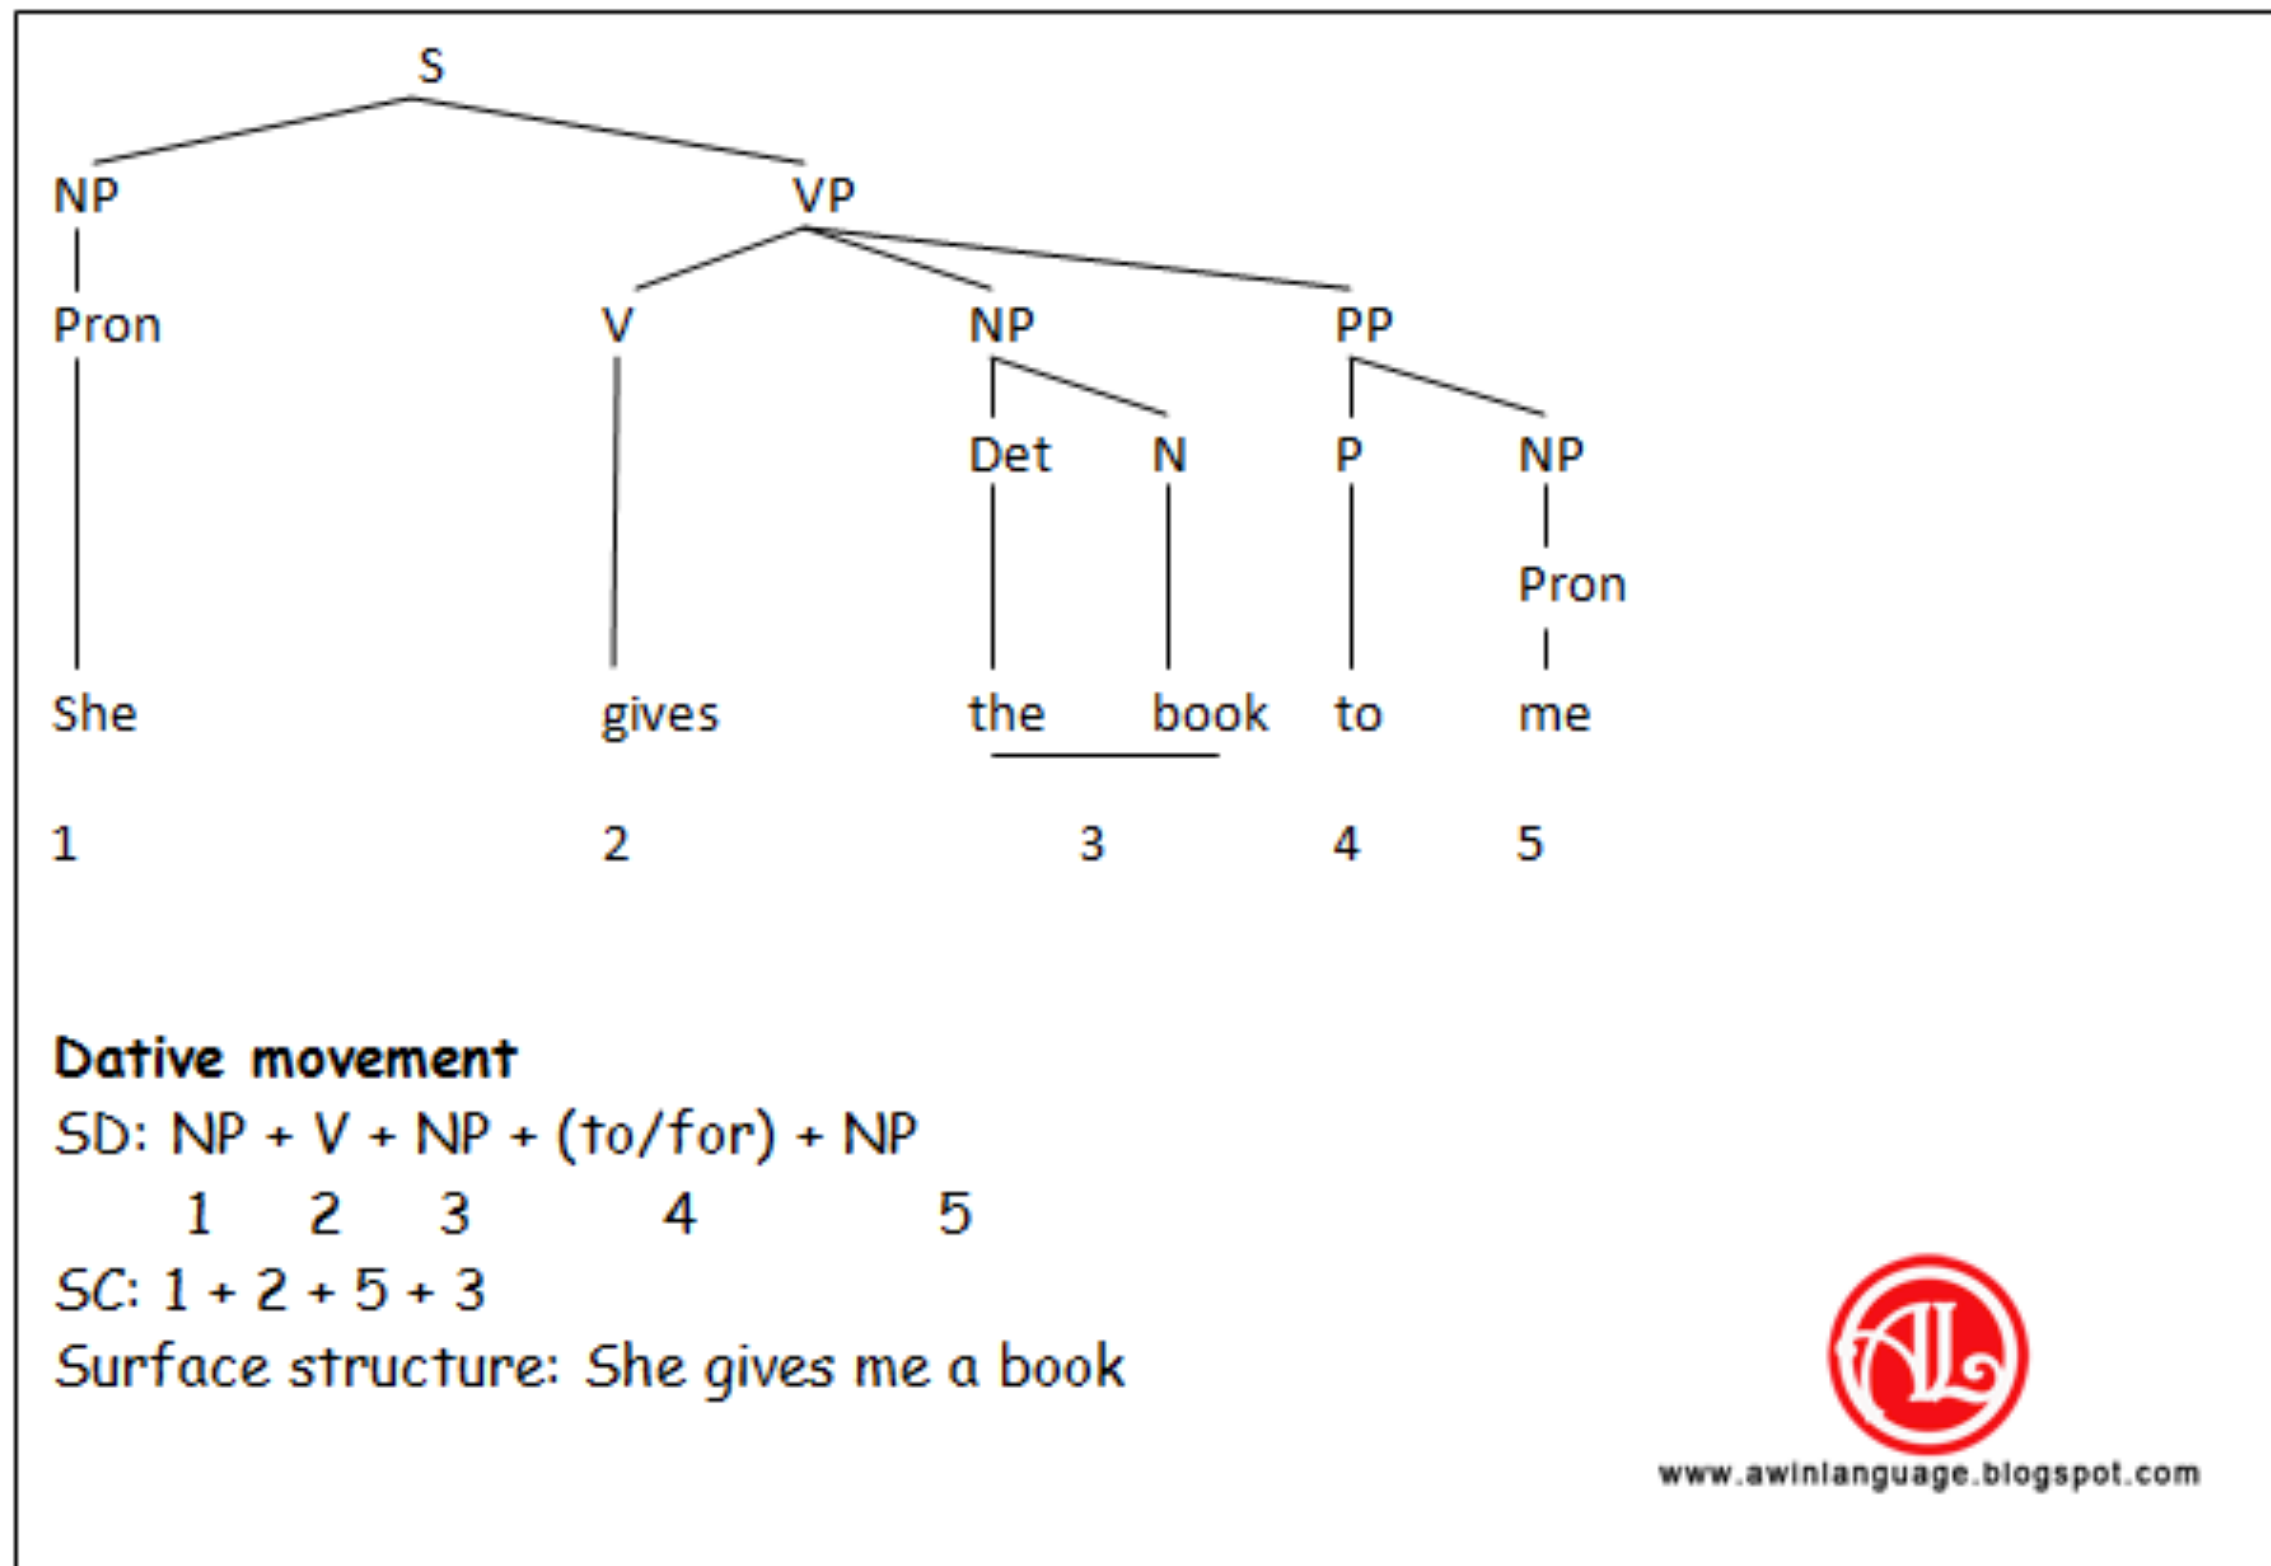 S
NP VP
Pron V NP PP
Det N P NP
Pron
She gives the book to me
1 2 3 4 5
Dative movement
SD: NP + V + NP + (to/for) + NP
1 2 3 4 5
SC: 1 + 2 + 5 + 3
Surface structure: She gives me a book
AL
www.awinlanguage.blogspot.com